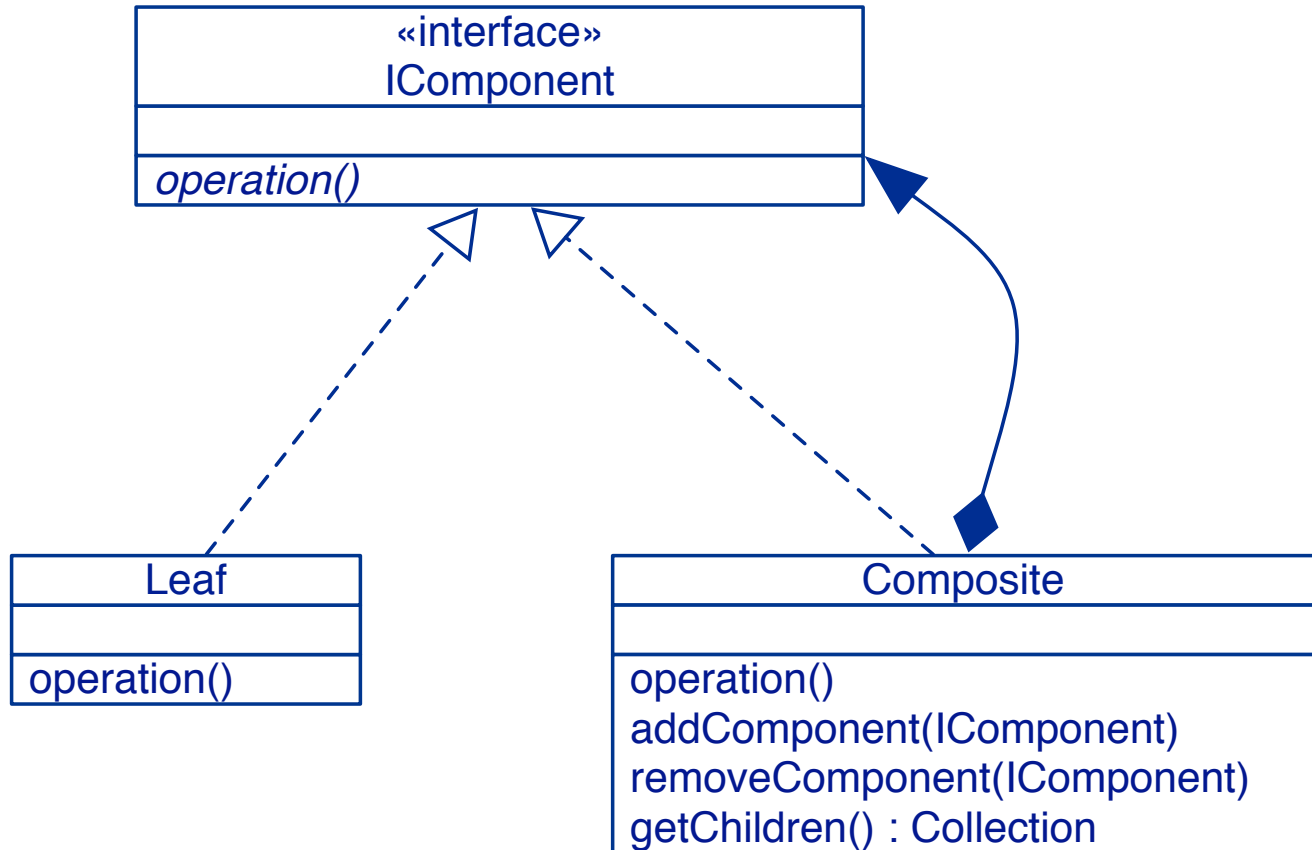 «interface»
IComponent
operation()
Leaf
operation()
Composite
operation()
addComponent(IComponent)
removeComponent(IComponent)
getChildren() : Collection